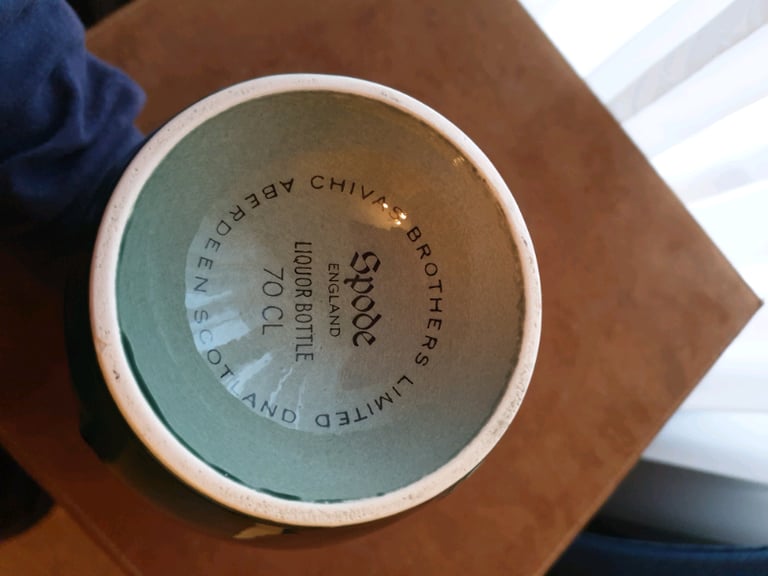 CHIVAS BROTHERS LIMITED
ABERDEEN SCOTLAND
Spode
ENGLAND
LIQUOR BOTTLE
70 CL